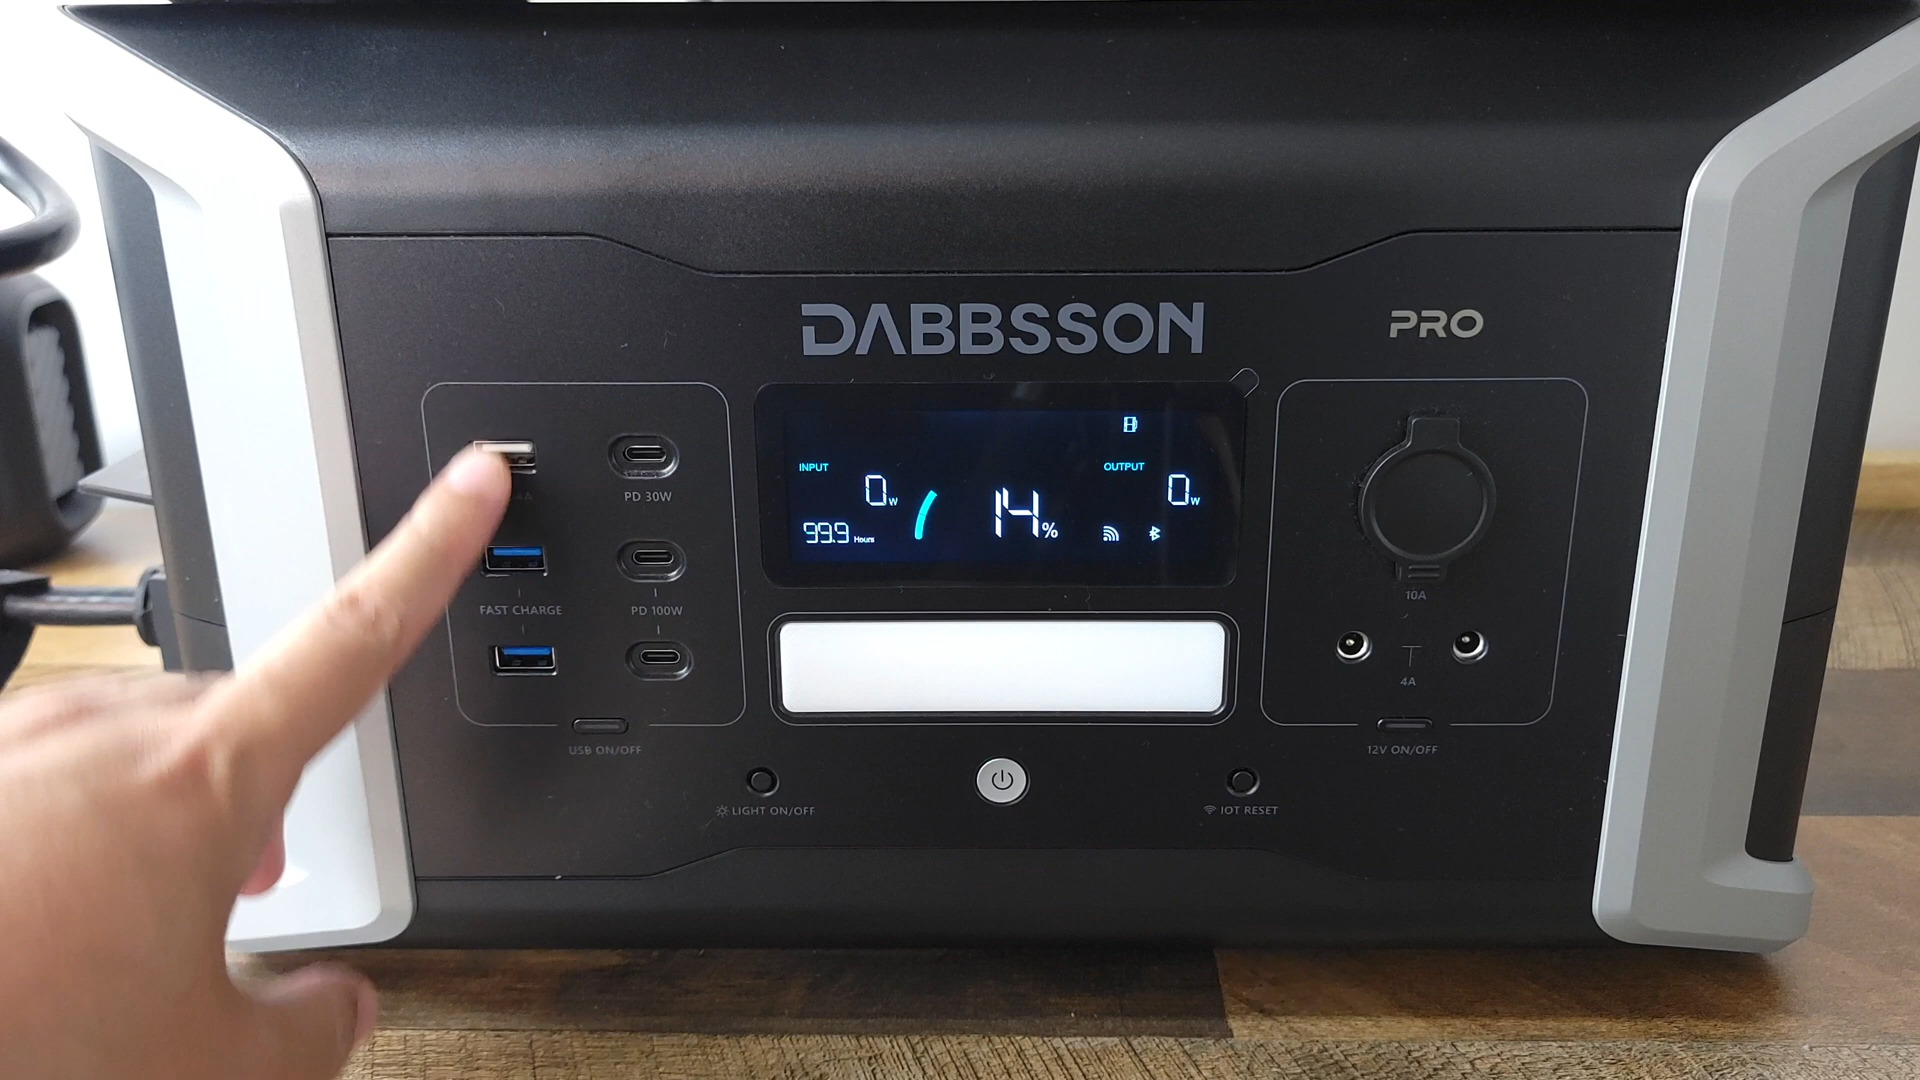 DABBSSON
PRO
INPUT
0W
99.9 Hours
14%
OUTPUT
0W
PD 30W
FAST CHARGE
PD 100W
USB ON/OFF
10A
4A
12V ON/OFF
LIGHT ON/OFF
IOT RESET